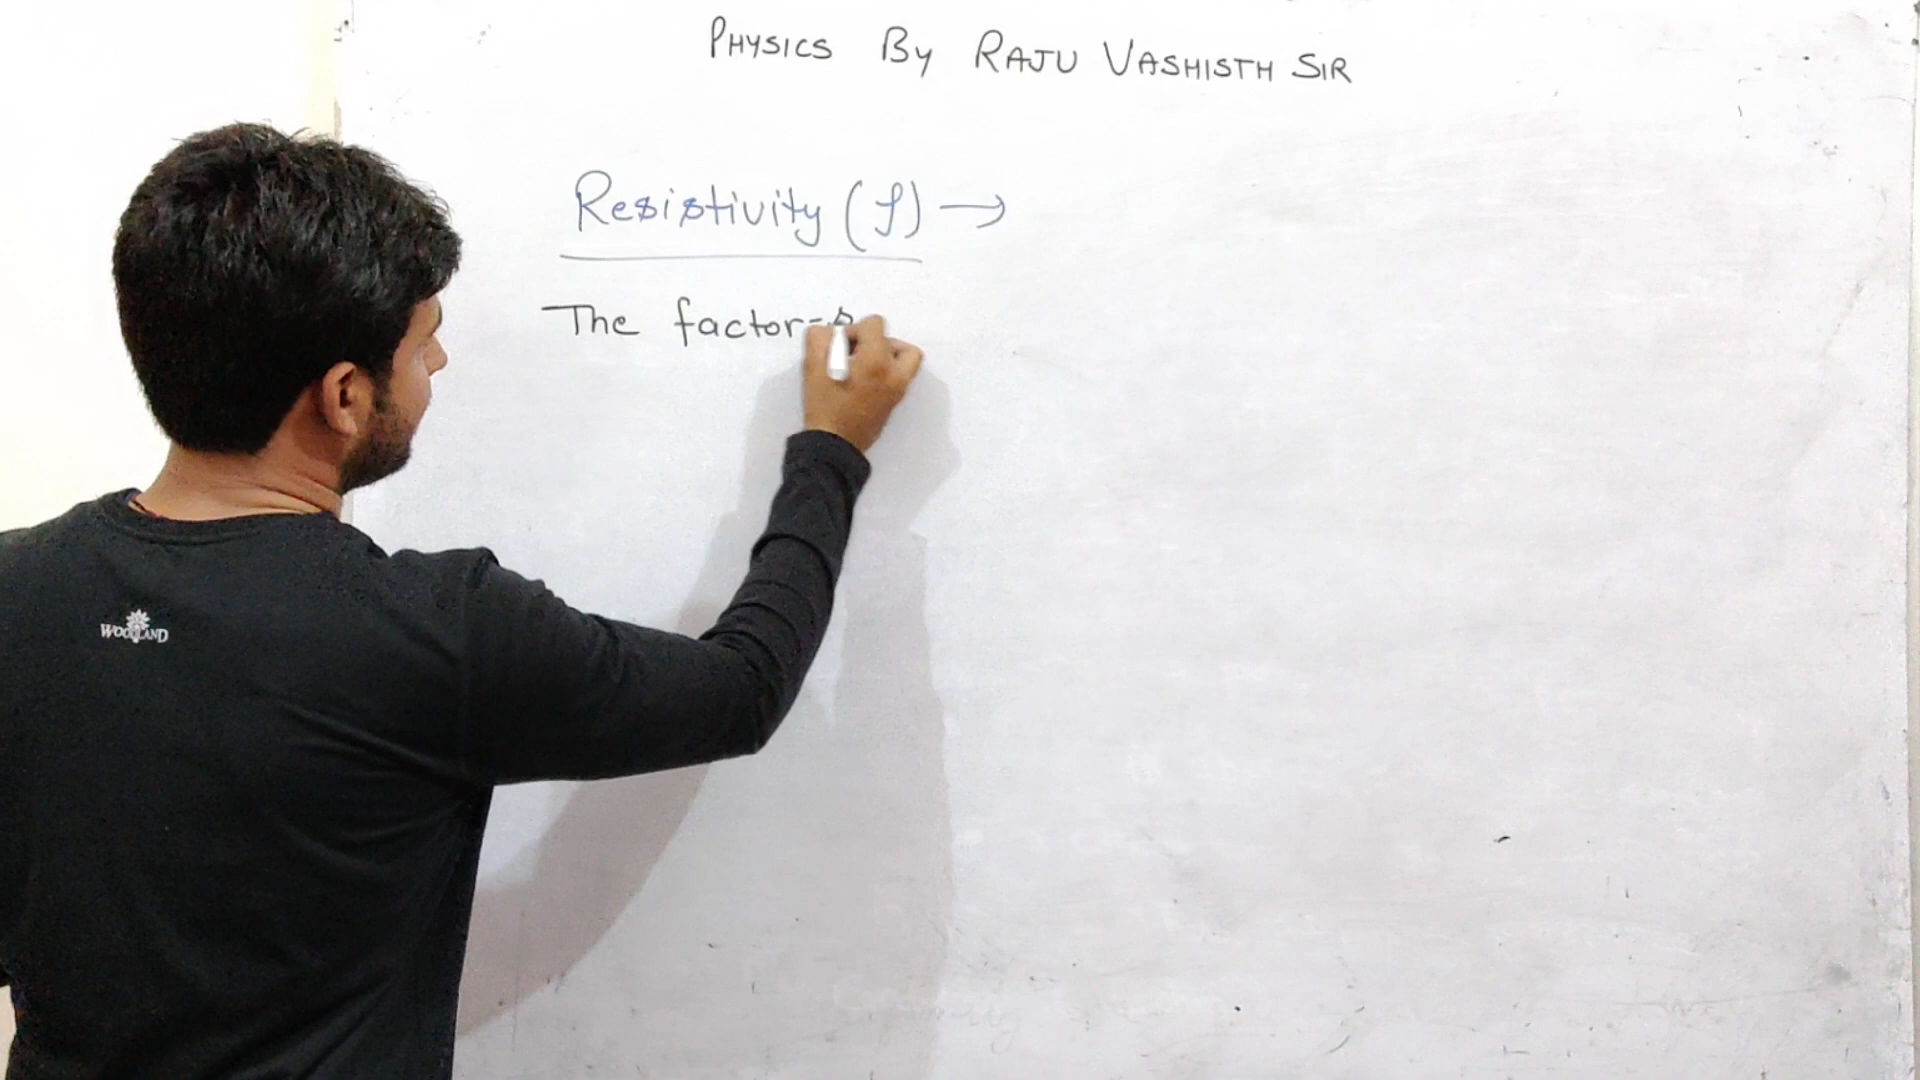 PHYSICS BY RAJU VASHISTH SIR
Resistivity (ρ) →
The factor
WOODLAND